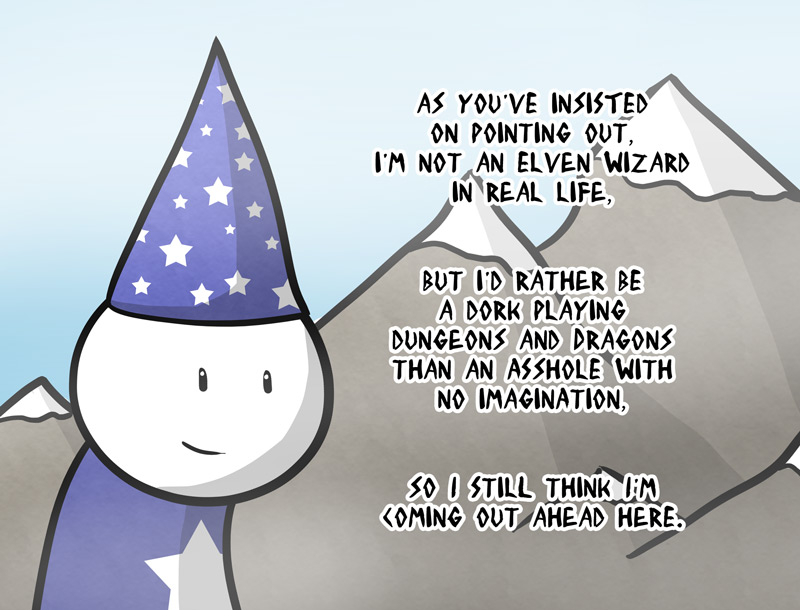 AS YOU'VE INSISTED
ON POINTING OUT,
I'M NOT AN ELVEN WIZARD
IN REAL LIFE,
BUT I'D RATHER BE
A DORK PLAYING
DUNGEONS AND DRAGONS
THAN AN ASSHOLE WITH
NO IMAGINATION,
SO I STILL THINK I'M
COMING OUT AHEAD HERE.